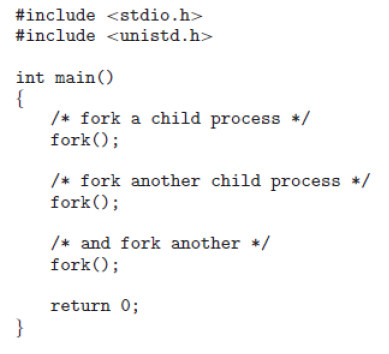 #include <stdio.h>
#include <unistd.h>
int main()
{
/* fork a child process */
fork();
/* fork another child process */
fork();
/* and fork another */
fork();
return 0;
}